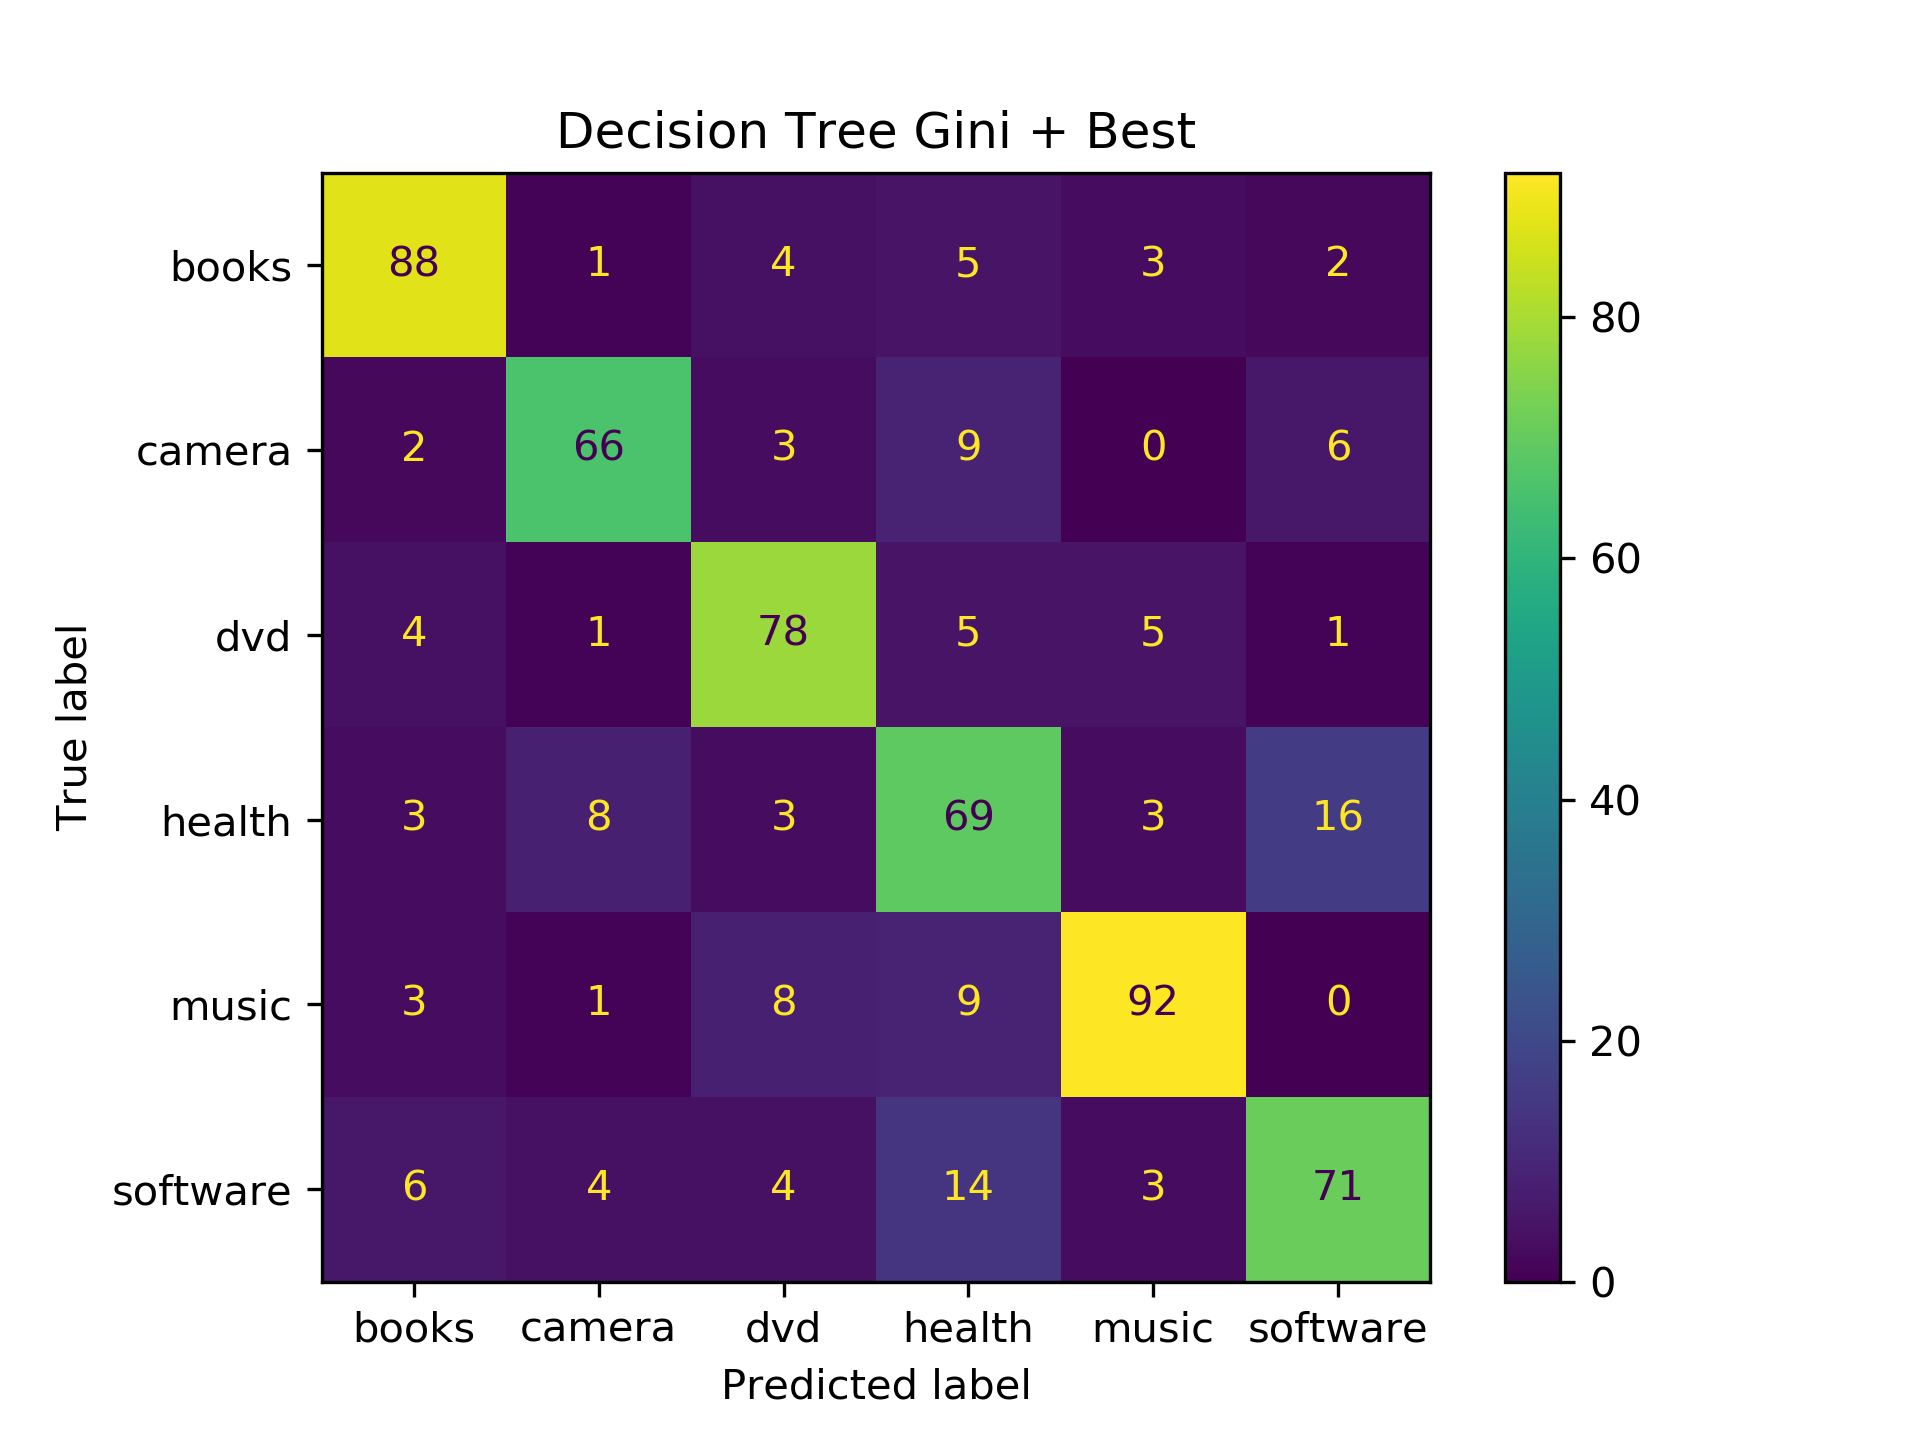 Decision Tree Gini + Best
books 88 1 4 5 3 2
camera 2 66 3 9 0 6
dvd 4 1 78 5 5 1
health 3 8 3 69 3 16
music 3 1 8 9 92 0
software 6 4 4 14 3 71
books camera dvd health music software
Predicted label
True label
80
60
40
20
0